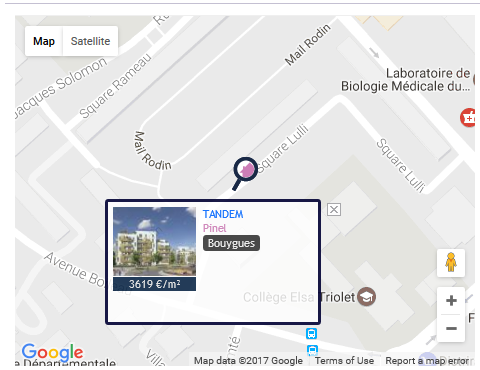 Map
Satellite
Mail Rodin
Laboratoire de
Biologie Médicale du...
Jacques Solomon
Square Rameau
Mail Rodin
Square Lulli
Square Lulli
TANDEM
Pinel
Bouygues
3619 €/m²
Avenue Bo
Collège Elsa Triolet
+
−
F
Villa
Google
Départementale
Map data ©2017 Google
Terms of Use
Report a map error